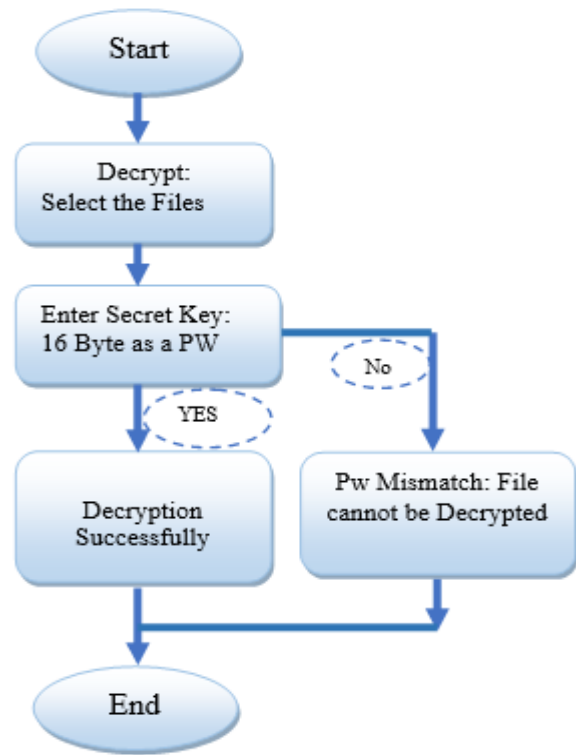 Start
Decrypt:
Select the Files
Enter Secret Key:
16 Byte as a PW
No
YES
Decryption
Successfully
Pw Mismatch: File
cannot be Decrypted
End